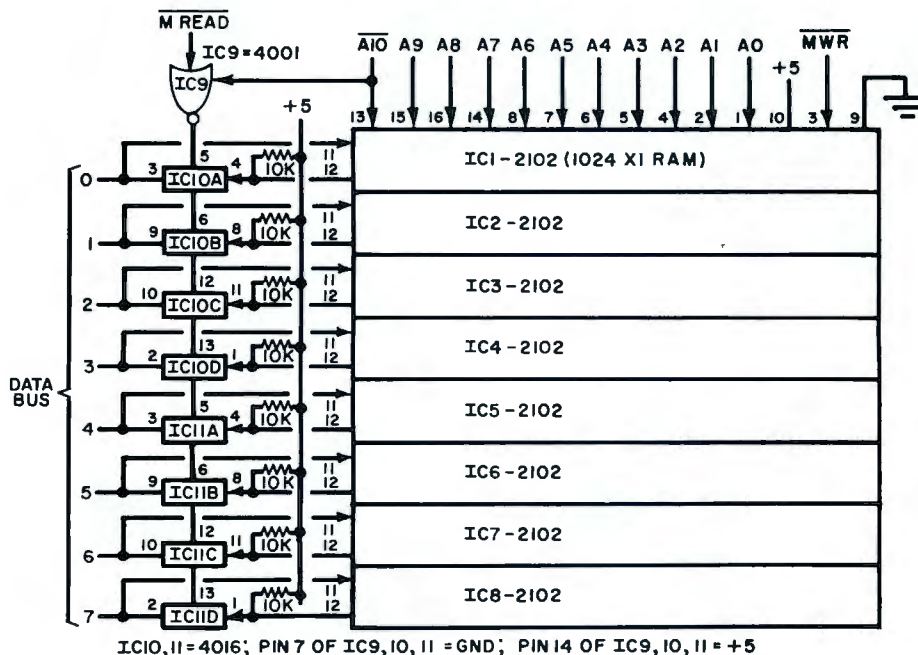 M READ
IC9=4001
A10 A9 A8 A7 A6 A5 A4 A3 A2 A1 A0 MWR
+5
IC9
+5
13 15 16 14 8 7 6 5 4 2 1 10 3 9
0 3 IC10A 5 4 10K 11 12 IC1-2102 (1024 X1 RAM)
1 9 IC10B 6 8 10K 11 12 IC2-2102
2 10 IC10C 12 11 10K 11 12 IC3-2102
3 2 IC10D 13 1 10K 11 12 IC4-2102
DATA BUS
4 3 IC11A 5 4 10K 11 12 IC5-2102
5 9 IC11B 6 8 10K 11 12 IC6-2102
6 10 IC11C 12 11 10K 11 12 IC7-2102
7 2 IC11D 13 1 10K 11 12 IC8-2102
IC10,11=4016; PIN 7 OF IC9,10,11=GND; PIN 14 OF IC9,10,11=+5